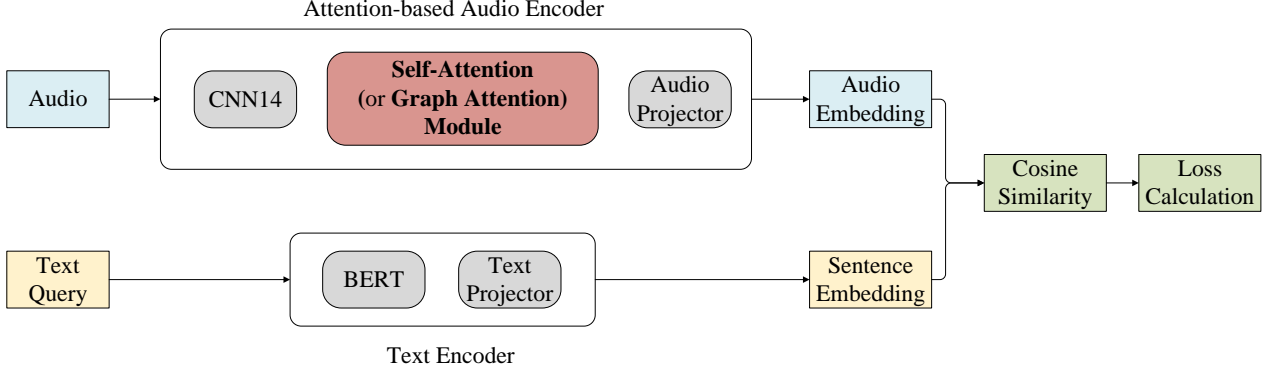 Attention-based Audio Encoder
Audio
CNN14
Self-Attention
(or Graph Attention)
Module
Audio
Projector
Audio
Embedding
Cosine
Similarity
Loss
Calculation
Text
Query
BERT
Text
Projector
Sentence
Embedding
Text Encoder